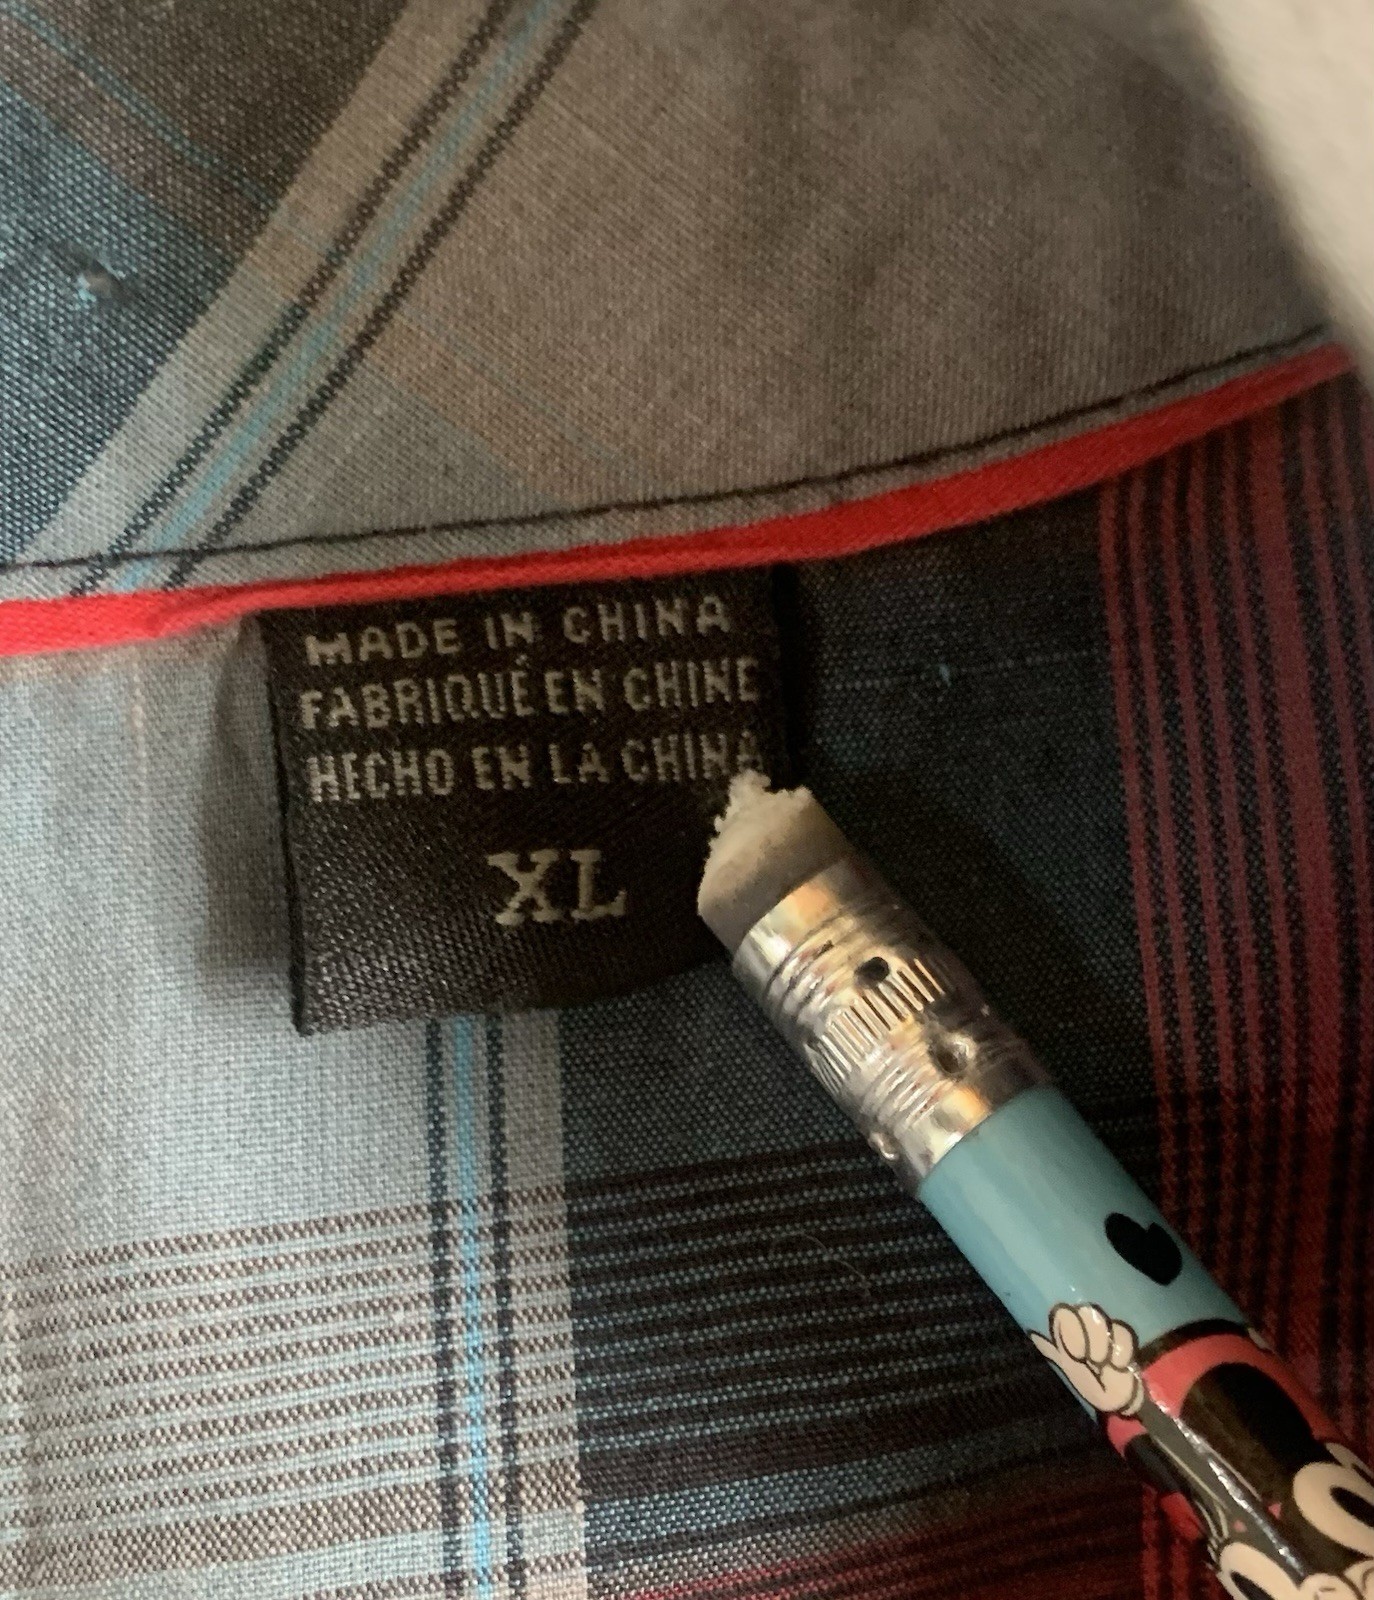 MADE IN CHINA
FABRIQUÉ EN CHINE
HECHO EN LA CHINA
XL